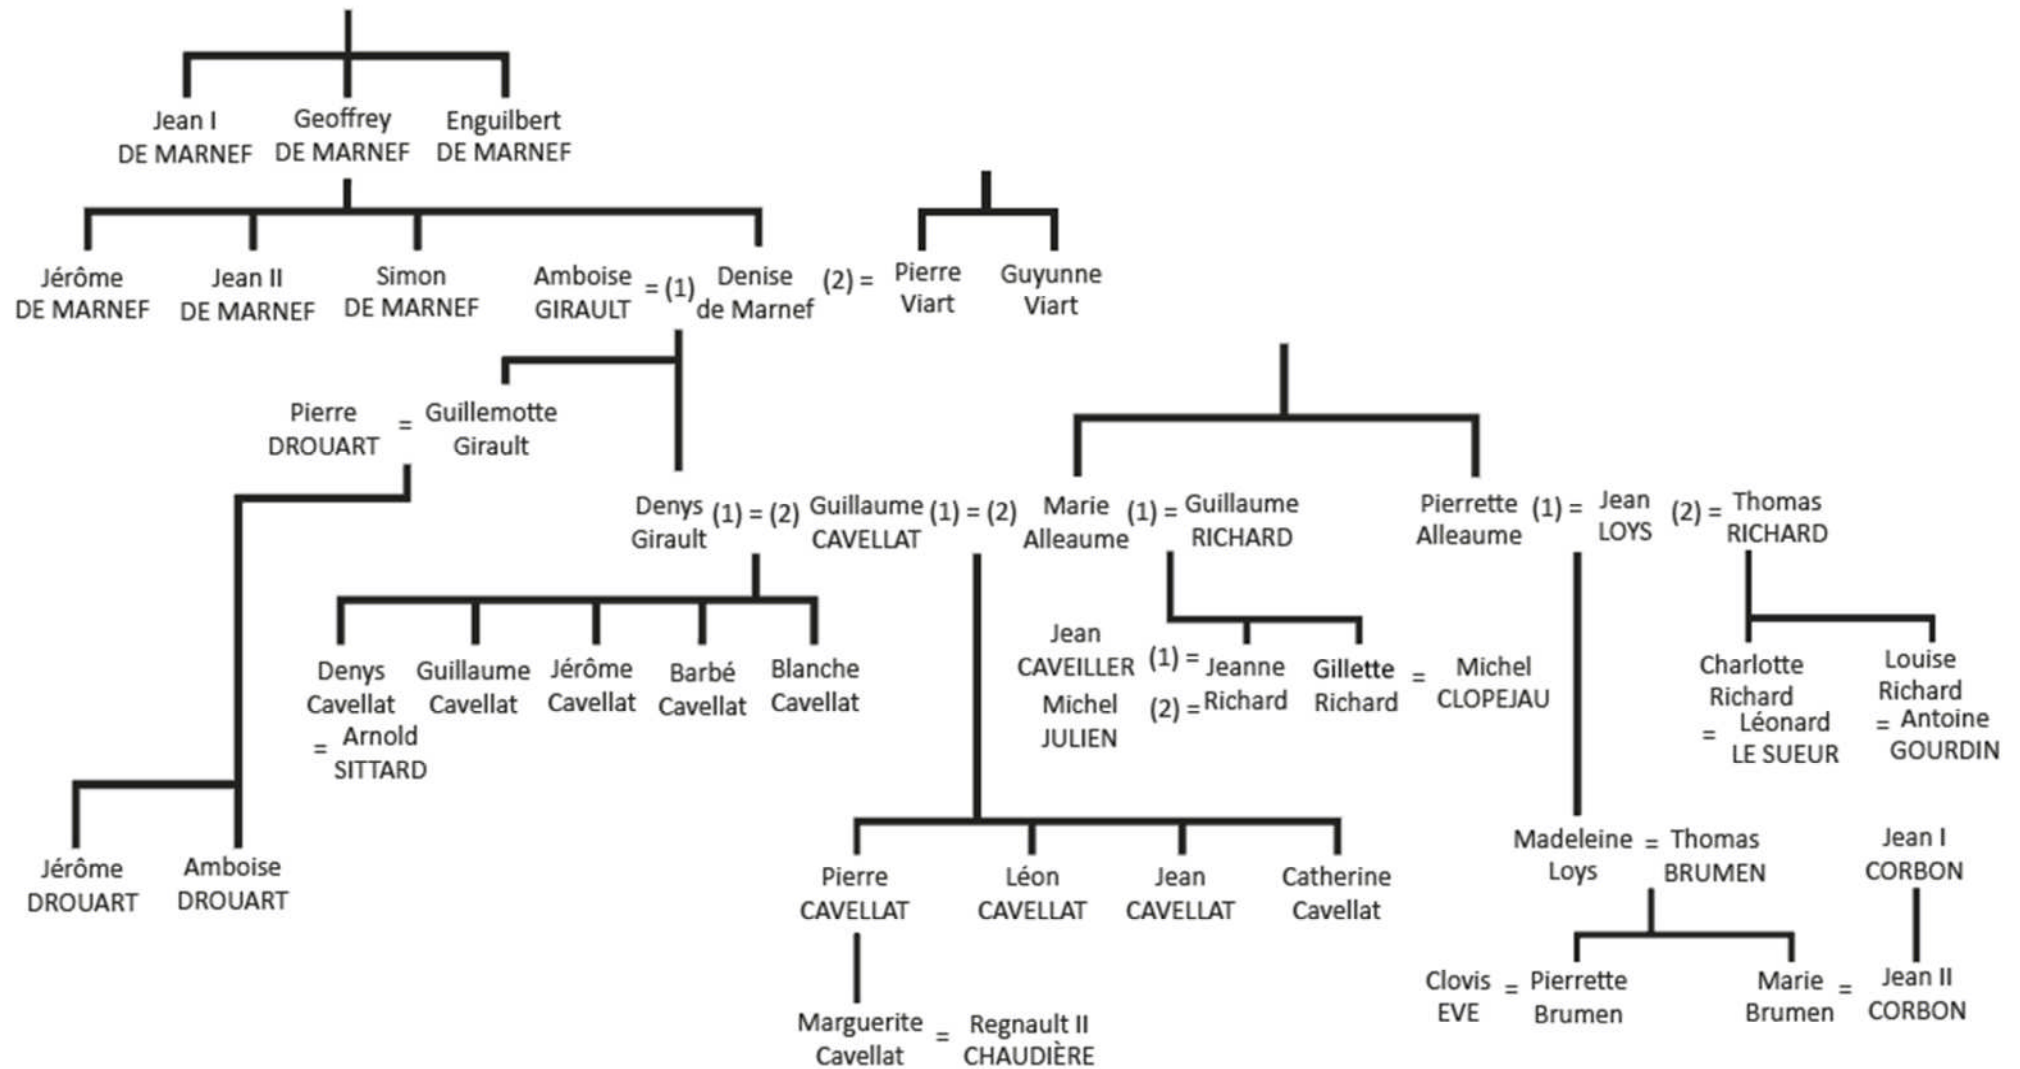 Jean I
DE MARNEF
Geoffrey
DE MARNEF
Enguilbert
DE MARNEF
Jérôme
DE MARNEF
Jean II
DE MARNEF
Simon
DE MARNEF
Amboise
GIRAULT
= (1)
Denise
de Marnef
(2) =
Pierre
Viart
Guyunne
Viart
Pierre
DROUART
=
Guillemotte
Girault
Denys
Girault
(1) = (2)
Guillaume
CAVELLAT
(1) = (2)
Marie
Alleaume
(1) =
Guillaume
RICHARD
Pierrette
Alleaume
(1) =
Jean
LOYS
(2) =
Thomas
RICHARD
Denys
Cavellat
= Arnold
SITTARD
Guillaume
Cavellat
Jérôme
Cavellat
Barbé
Cavellat
Blanche
Cavellat
Jean
CAVEILLER
(1) =
Michel
JULIEN
(2) =
Jeanne
Richard
Gillette
Richard
=
Michel
CLOPEJAU
Charlotte
Richard
= Léonard
LE SUEUR
Louise
Richard
= Antoine
GOURDIN
Jérôme
DROUART
Amboise
DROUART
Pierre
CAVELLAT
Léon
CAVELLAT
Jean
CAVELLAT
Catherine
Cavellat
Madeleine
Loys
=
Thomas
BRUMEN
Jean I
CORBON
Clovis
EVE
=
Pierrette
Brumen
Marie
Brumen
=
Jean II
CORBON
Marguerite
Cavellat
=
Regnault II
CHAUDIÈRE